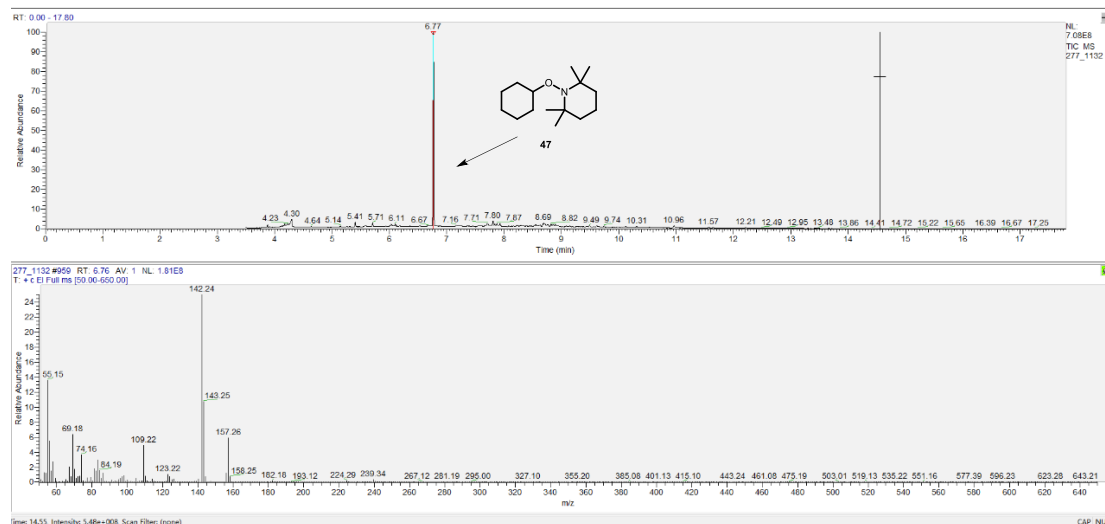 RT: 0.00 - 17.80
NL:
7.08E8
TIC MS
277_1132
6.77
100
90
80
70
60
50
40
30
20
10
0
Relative Abundance
O
N
47
4.23 4.30 4.64 5.14 5.41 5.71 6.11 6.67 7.16 7.71 7.80 7.87 8.69 8.82 9.49 9.74 10.31 10.96 11.57 12.21 12.49 12.95 13.48 13.86 14.41 14.72 15.22 15.65 16.39 16.67 17.25
0 1 2 3 4 5 6 7 8 9 10 11 12 13 14 15 16 17
Time (min)
277_1132 #959 RT: 6.76 AV: 1 NL: 1.81E8
T: + c EI Full ms [50.00-650.00]
142.24
24
22
20
18
16
14
12
10
8
6
4
2
0
Relative Abundance
55.15
143.25
69.18
157.26
109.22
74.16
84.19
123.22
158.25 182.18 193.12 224.29 239.34 267.12 281.19 295.00 327.10 355.20 385.08 401.13 415.10 443.24 461.08 475.19 503.01 519.13 535.22 551.16 577.39 596.23 623.28 643.21
60 80 100 120 140 160 180 200 220 240 260 280 300 320 340 360 380 400 420 440 460 480 500 520 540 560 580 600 620 640
m/z
Time: 14.55, Intensity: 5.48e+008, Scan Filter: (none)